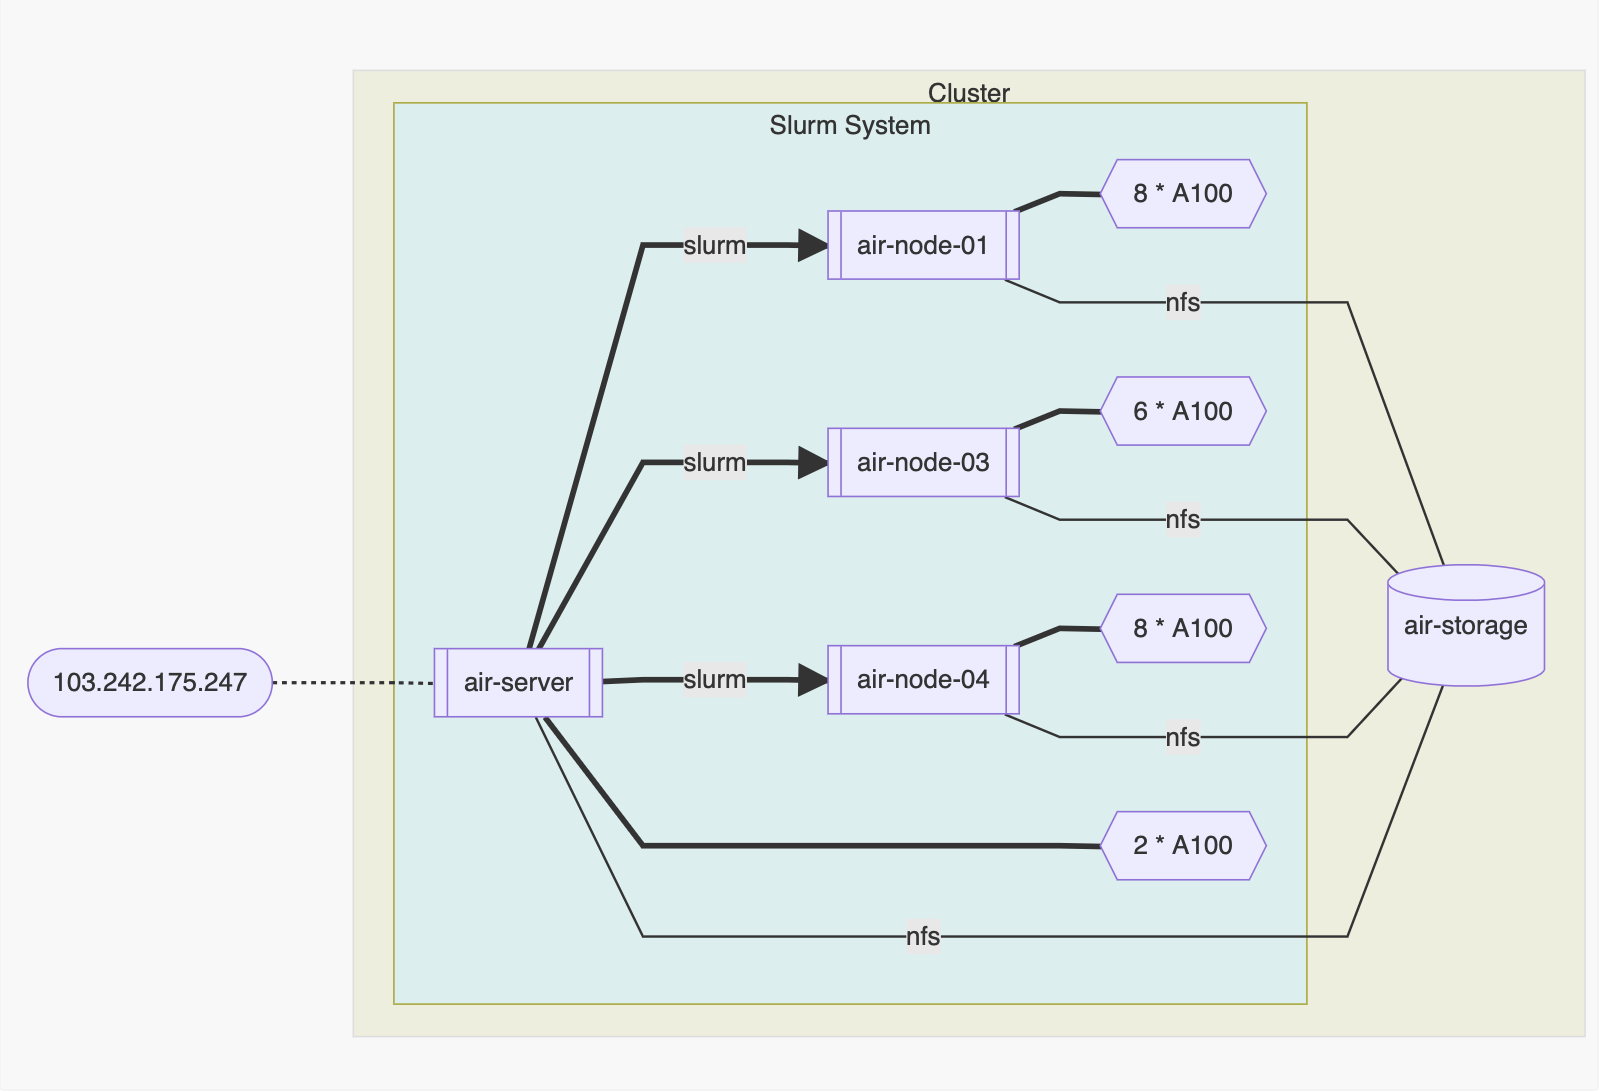 Cluster
Slurm System
8 * A100
slurm
air-node-01
nfs
6 * A100
slurm
air-node-03
nfs
8 * A100
air-storage
103.242.175.247
air-server
slurm
air-node-04
nfs
2 * A100
nfs